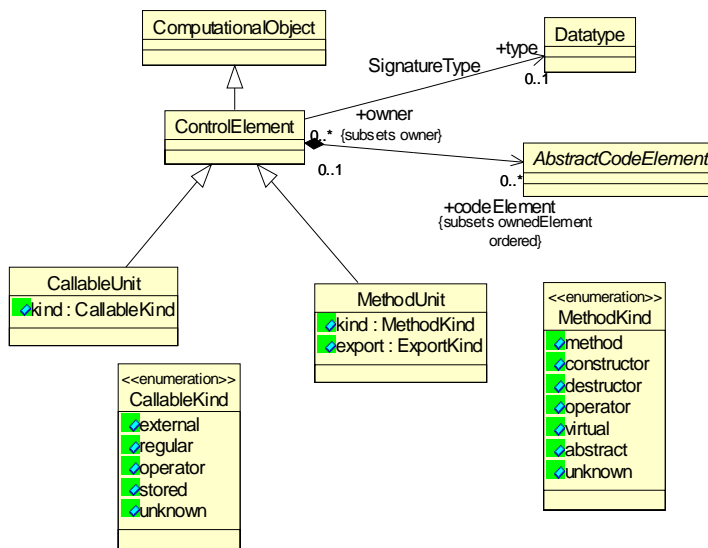 ComputationalObject
Datatype
+type
SignatureType
0..1
ControlElement
+owner
0..*
{subsets owner}
0..1
AbstractCodeElement
0..*
+codeElement
{subsets ownedElement
ordered}
CallableUnit
kind : CallableKind
MethodUnit
kind : MethodKind
export : ExportKind
<<enumeration>>
MethodKind
method
constructor
destructor
operator
virtual
abstract
unknown
<<enumeration>>
CallableKind
external
regular
operator
stored
unknown